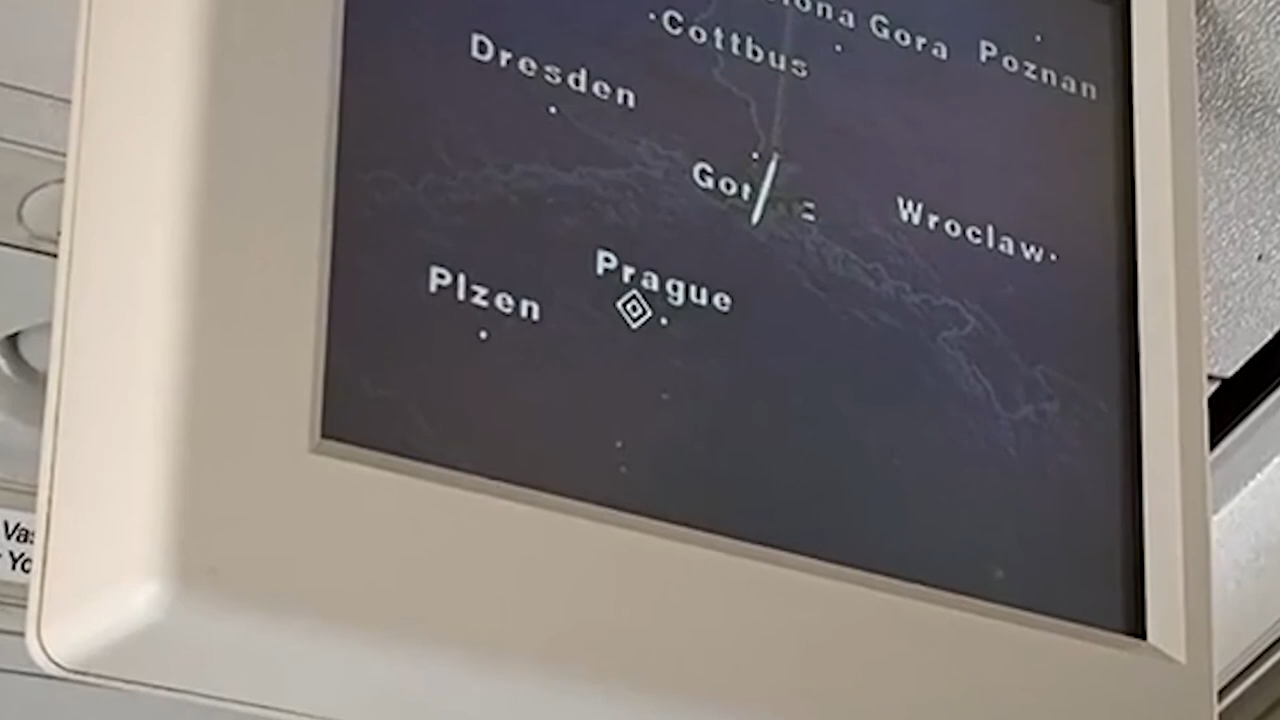 Gora
Poznan
Cottbus
Dresden
Wroclaw
Prague
Plzen